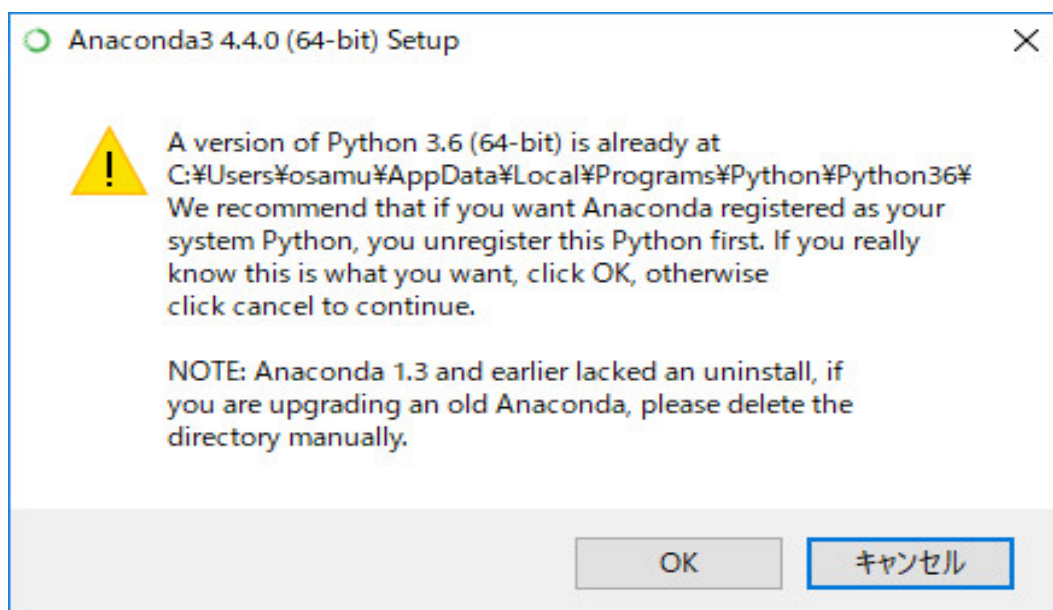 Anaconda3 4.4.0 (64-bit) Setup
A version of Python 3.6 (64-bit) is already at
C:¥Users¥osamu¥AppData¥Local¥Programs¥Python¥Python36¥
We recommend that if you want Anaconda registered as your
system Python, you unregister this Python first. If you really
know this is what you want, click OK, otherwise
click cancel to continue.
NOTE: Anaconda 1.3 and earlier lacked an uninstall, if
you are upgrading an old Anaconda, please delete the
directory manually.
OK
キャンセル